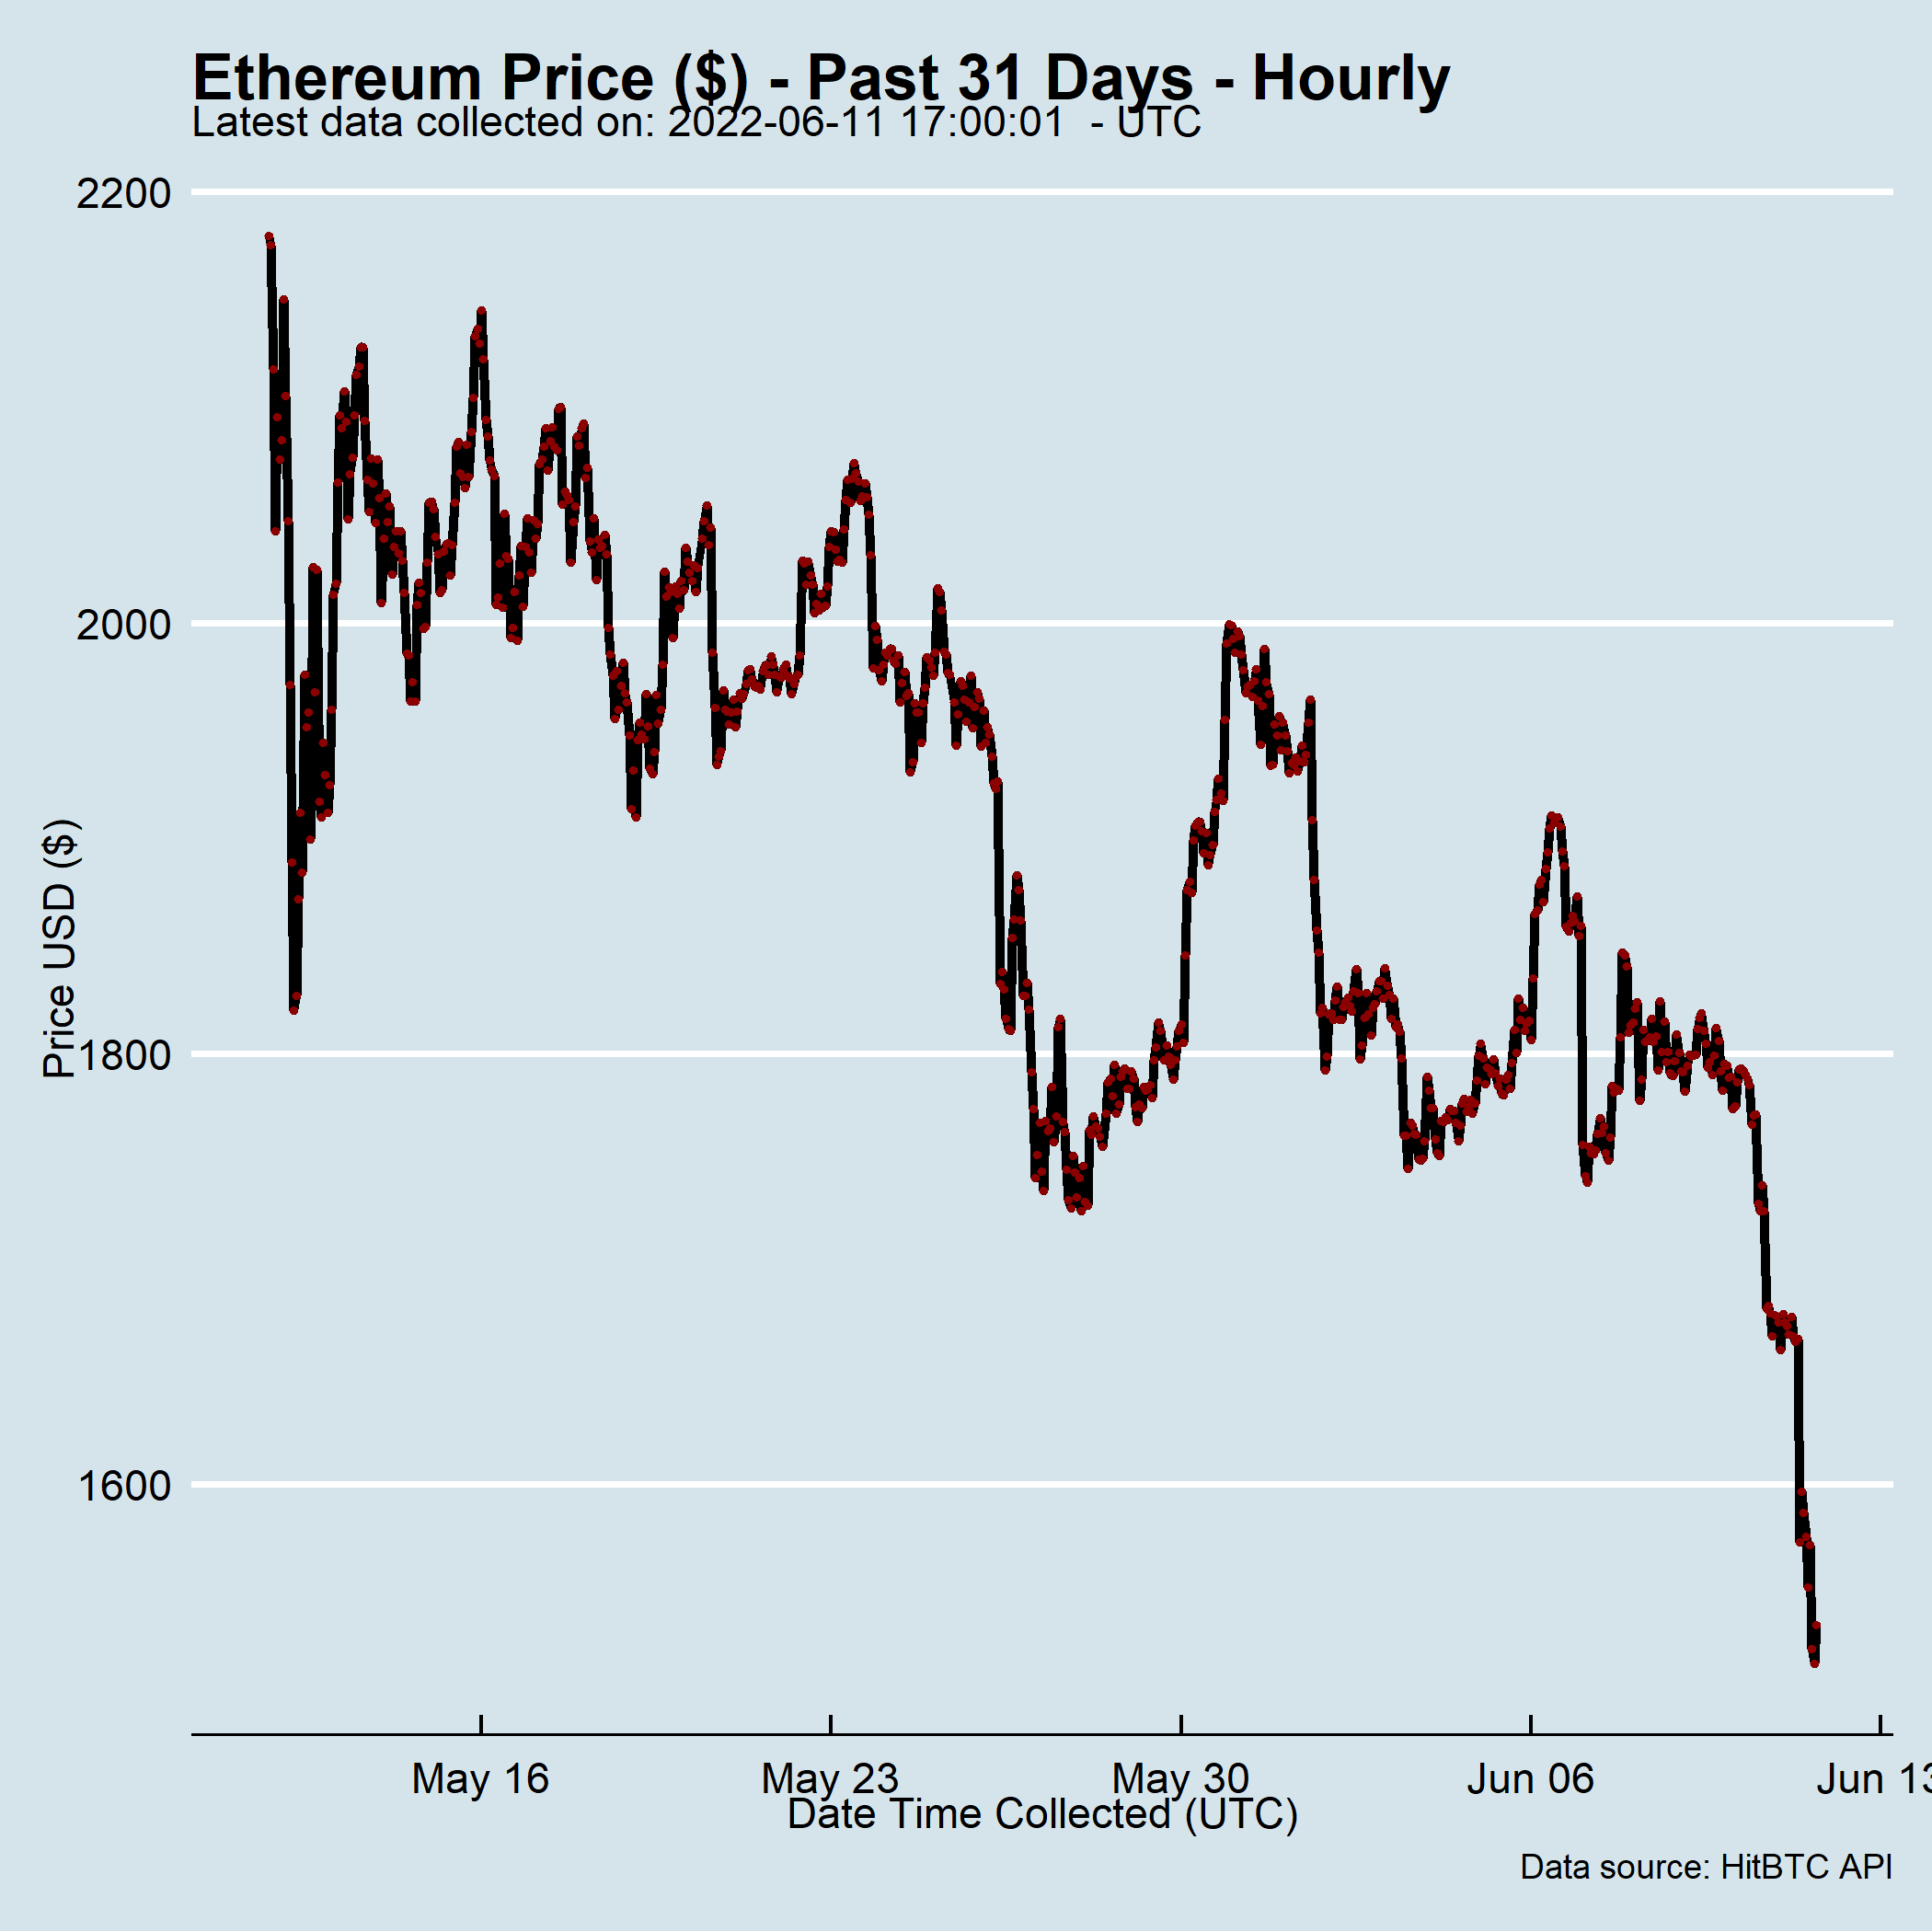 Ethereum Price ($) - Past 31 Days - Hourly
Latest data collected on: 2022-06-11 17:00:01  - UTC
2200
2000
1800
1600
Price USD ($)
May 16
May 23
May 30
Jun 06
Jun 13
Date Time Collected (UTC)
Data source: HitBTC API